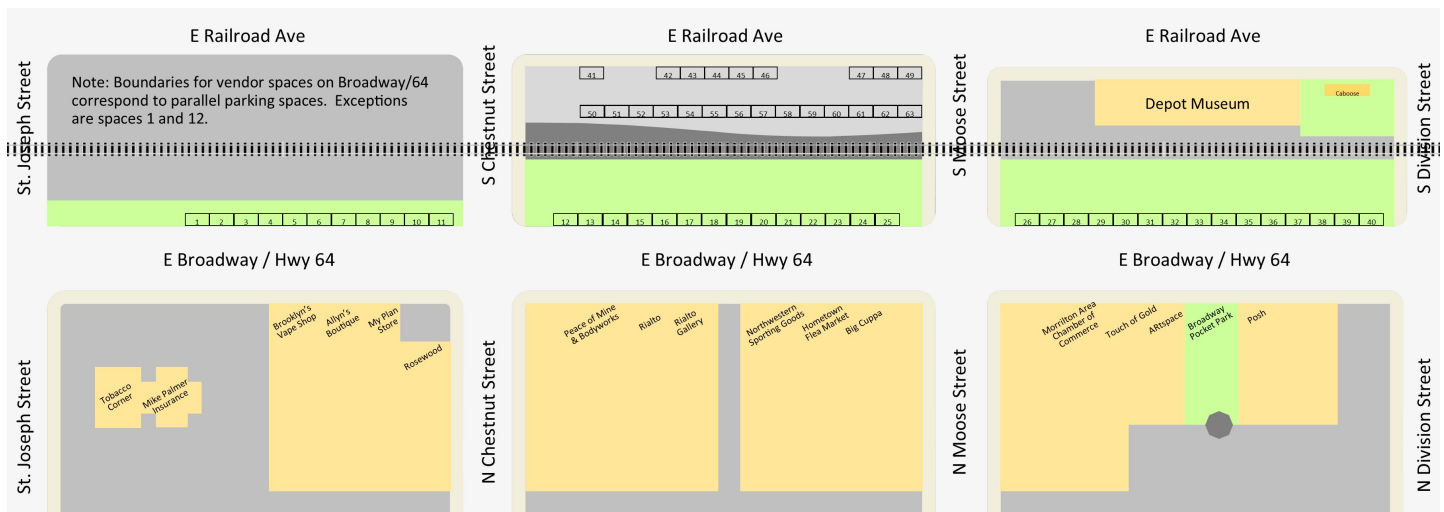 E Railroad Ave
E Railroad Ave
E Railroad Ave
St. Joseph Street
Note: Boundaries for vendor spaces on Broadway/64
correspond to parallel parking spaces.  Exceptions
are spaces 1 and 12.
S Chestnut Street
41
42 43 44 45 46
47 48 49
50 51 52 53 54 55 56 57 58 59 60 61 62 63
S Moose Street
Depot Museum
Caboose
S Division Street
1 2 3 4 5 6 7 8 9 10 11
12 13 14 15 16 17 18 19 20 21 22 23 24 25
26 27 28 29 30 31 32 33 34 35 36 37 38 39 40
E Broadway / Hwy 64
E Broadway / Hwy 64
E Broadway / Hwy 64
St. Joseph Street
Tobacco
Corner
Mike Palmer
Insurance
Brooklyn's
Vape Shop
Allyn's
Boutique
My Plan
Store
Rosewood
N Chestnut Street
Peace of Mine
& Bodyworks
Rialto
Rialto
Gallery
Northwestern
Sporting Goods
Hometown
Flea Market
Big Cuppa
N Moose Street
Morrilton Area
Chamber of
Commerce
Touch of Gold
ARtspace
Broadway
Pocket Park
Posh
N Division Street